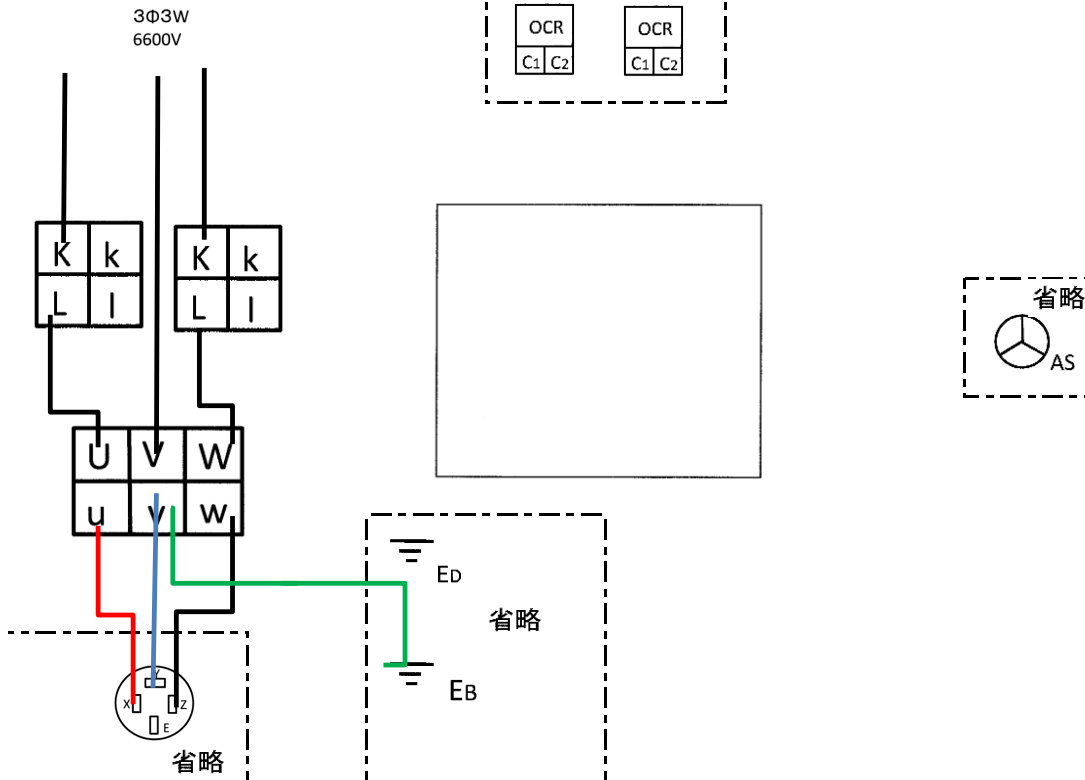 3Φ3W
6600V
OCR
C1 C2
OCR
C1 C2
K k
L l
K k
L l
省略
AS
U V W
u v w
ED
省略
EB
Y
X Z
E
省略